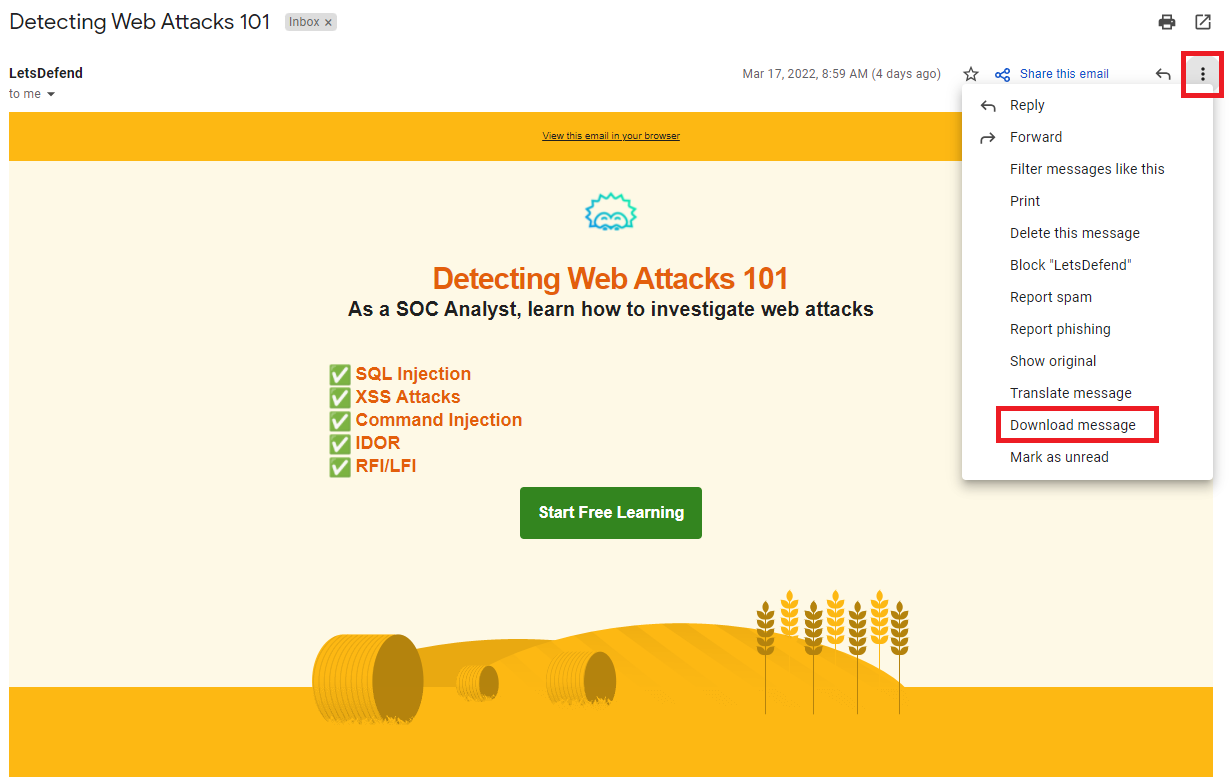 Detecting Web Attacks 101 Inbox ×
LetsDefend Mar 17, 2022, 8:59 AM (4 days ago) Share this email
to me
View this email in your browser
Detecting Web Attacks 101
As a SOC Analyst, learn how to investigate web attacks
SQL Injection
XSS Attacks
Command Injection
IDOR
RFI/LFI
Start Free Learning
Reply
Forward
Filter messages like this
Print
Delete this message
Block "LetsDefend"
Report spam
Report phishing
Show original
Translate message
Download message
Mark as unread